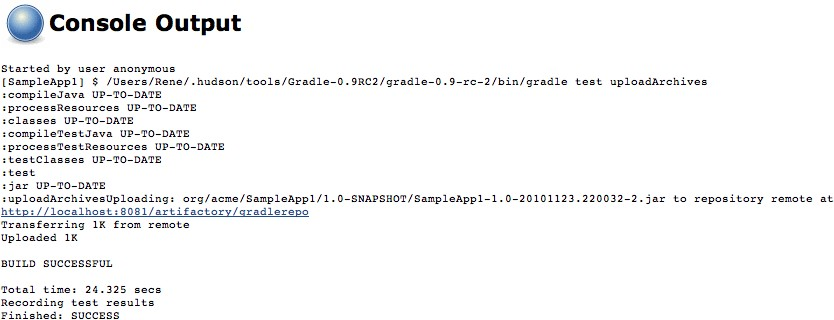 Console Output
Started by user anonymous
[SampleApp1] $ /Users/Rene/.hudson/tools/Gradle-0.9RC2/gradle-0.9-rc-2/bin/gradle test uploadArchives
:compileJava UP-TO-DATE
:processResources UP-TO-DATE
:classes UP-TO-DATE
:compileTestJava UP-TO-DATE
:processTestResources UP-TO-DATE
:testClasses UP-TO-DATE
:test
:jar UP-TO-DATE
:uploadArchivesUploading: org/acme/SampleApp1/1.0-SNAPSHOT/SampleApp1-1.0-20101123.220032-2.jar to repository remote at
http://localhost:8081/artifactory/gradlerepo
Transferring 1K from remote
Uploaded 1K
BUILD SUCCESSFUL
Total time: 24.325 secs
Recording test results
Finished: SUCCESS